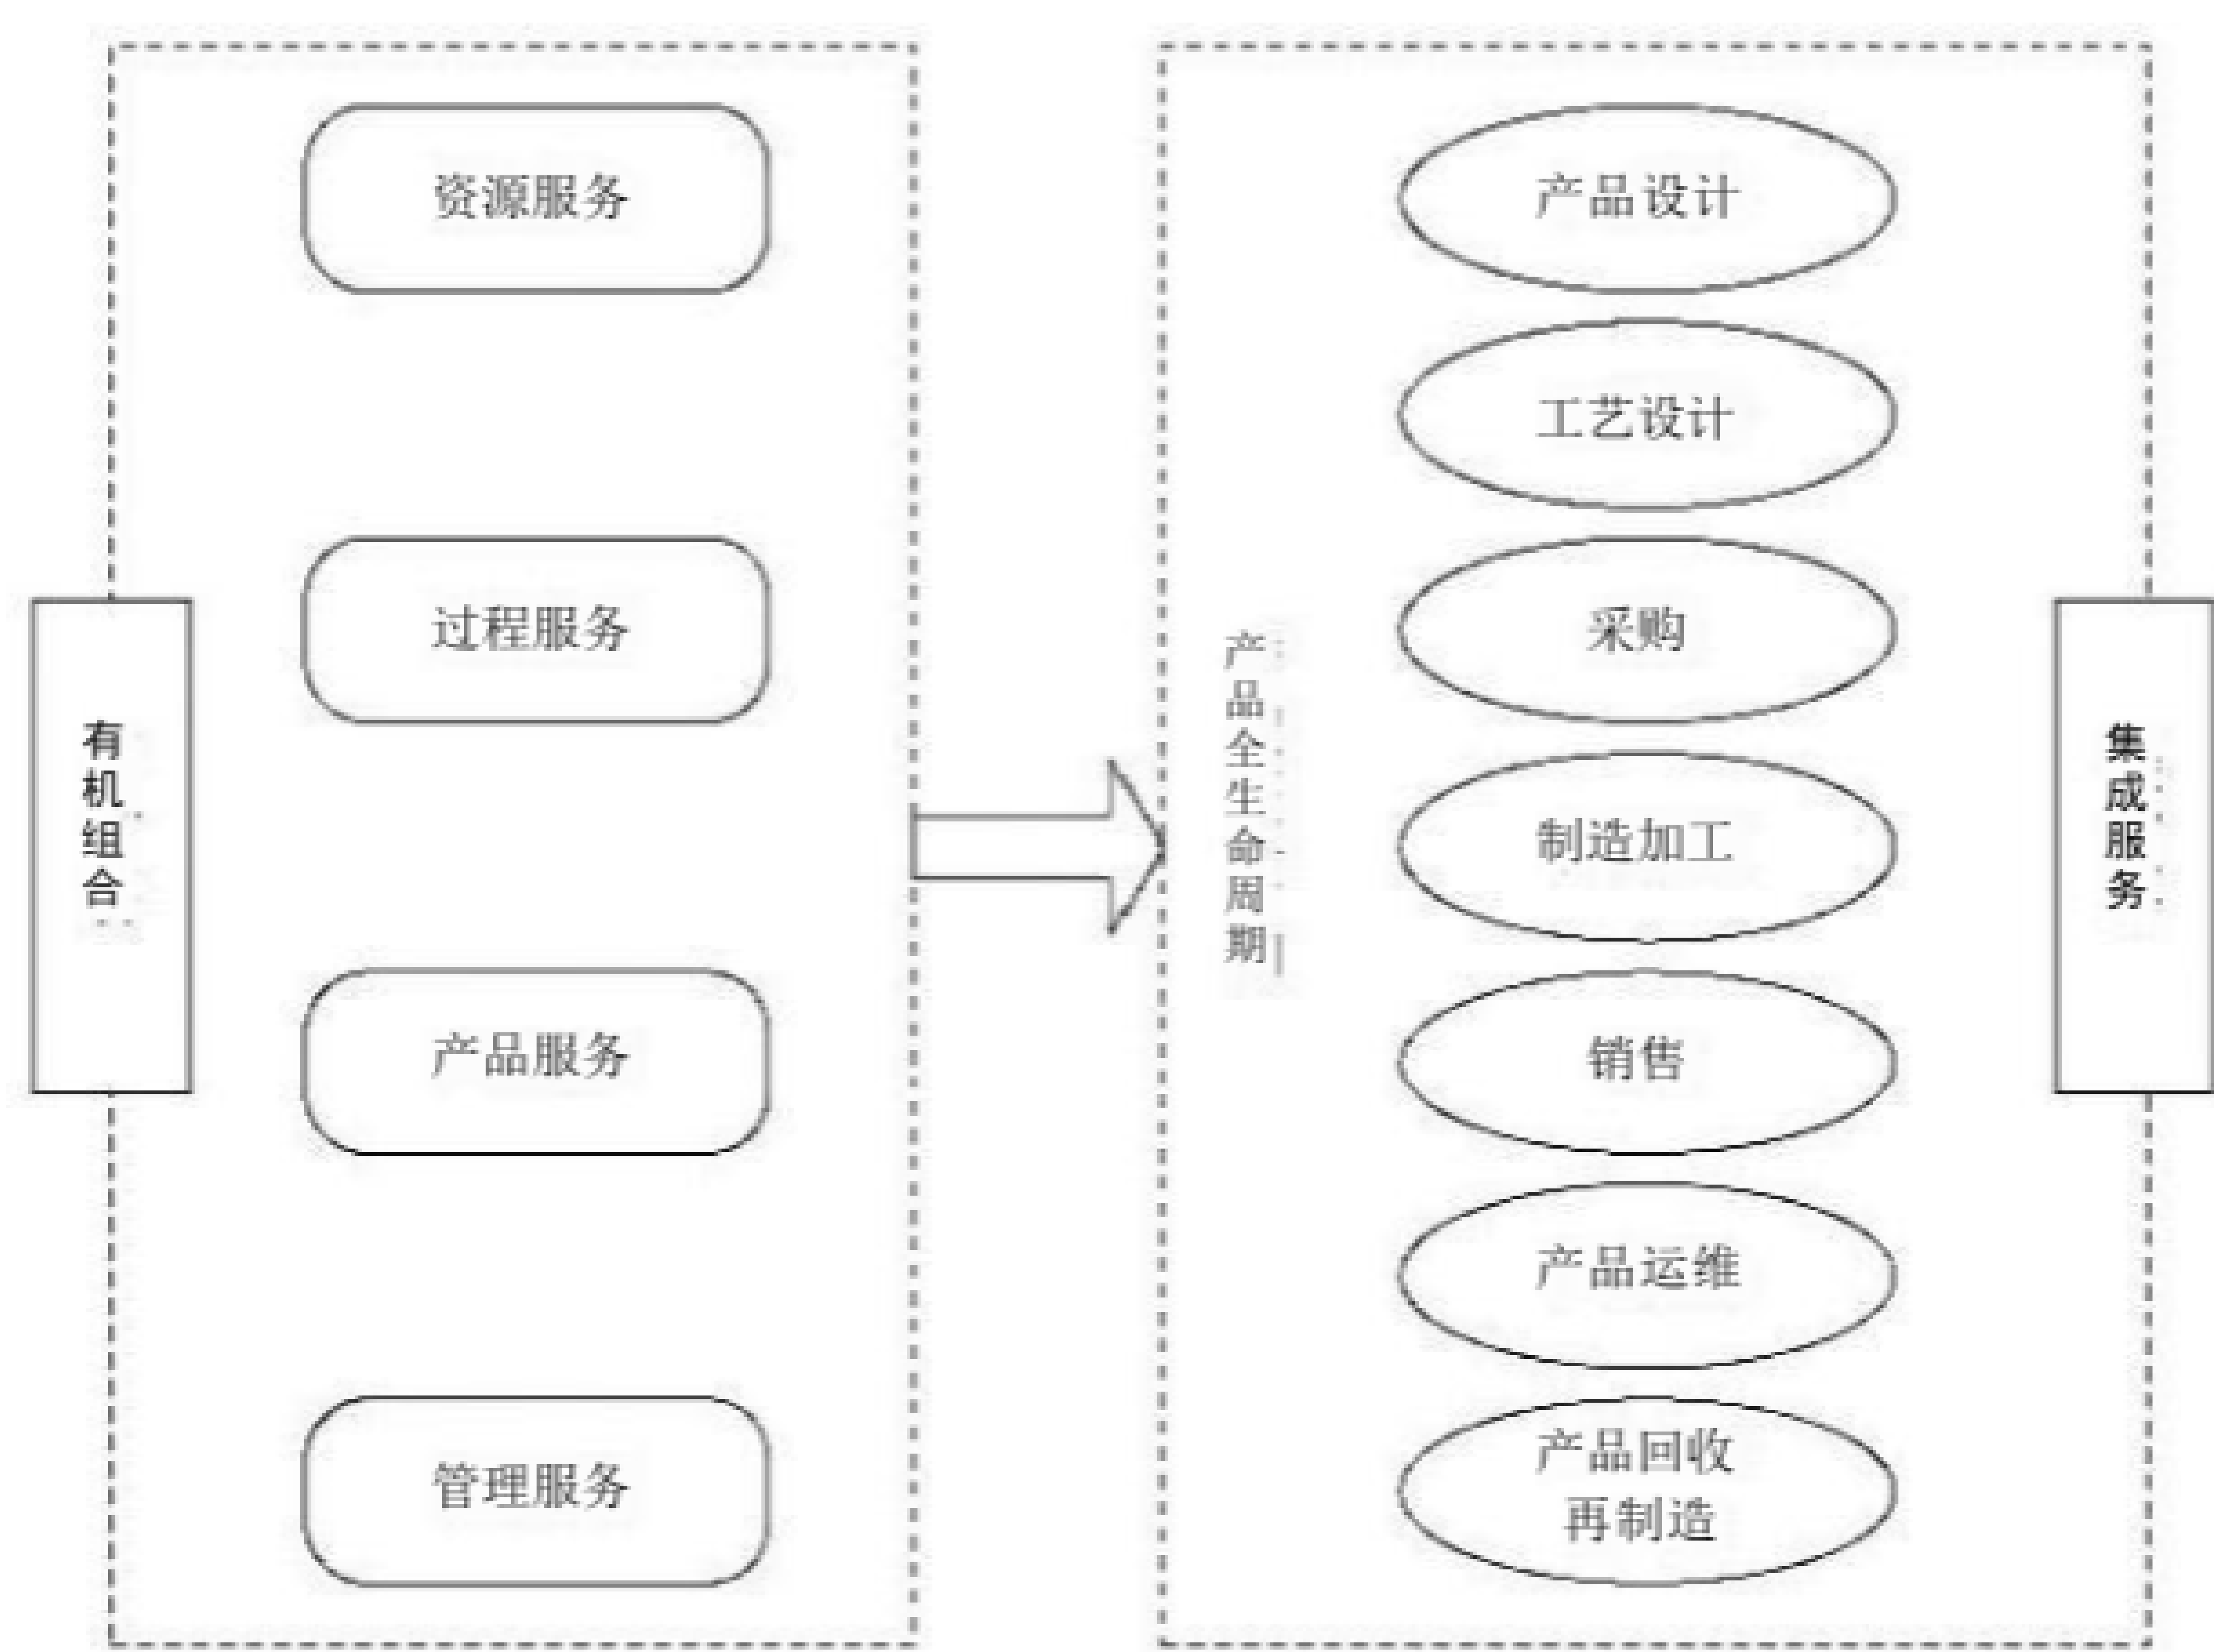 有机组合
资源服务
过程服务
产品服务
管理服务
产品全生命周期
产品设计
工艺设计
采购
制造加工
销售
产品运维
产品回收
再制造
集成服务